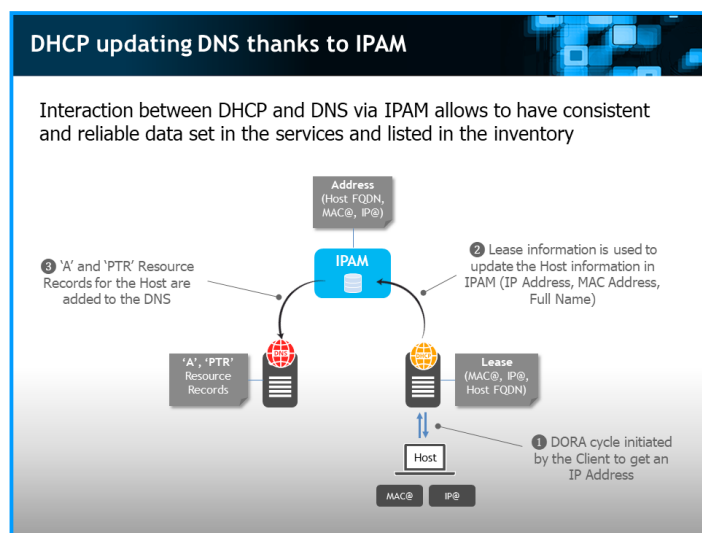 DHCP updating DNS thanks to IPAM
Interaction between DHCP and DNS via IPAM allows to have consistent
and reliable data set in the services and listed in the inventory
Address
(Host FQDN,
MAC@, IP@)
IPAM
❸ ‘A’ and ‘PTR’ Resource
Records for the Host are
added to the DNS
❷ Lease information is used to
update the Host information in
IPAM (IP Address, MAC Address,
Full Name)
DNS
DHCP
‘A’, ‘PTR’
Resource
Records
Lease
(MAC@, IP@,
Host FQDN)
❶ DORA cycle initiated
by the Client to get an
IP Address
Host
MAC@
IP@